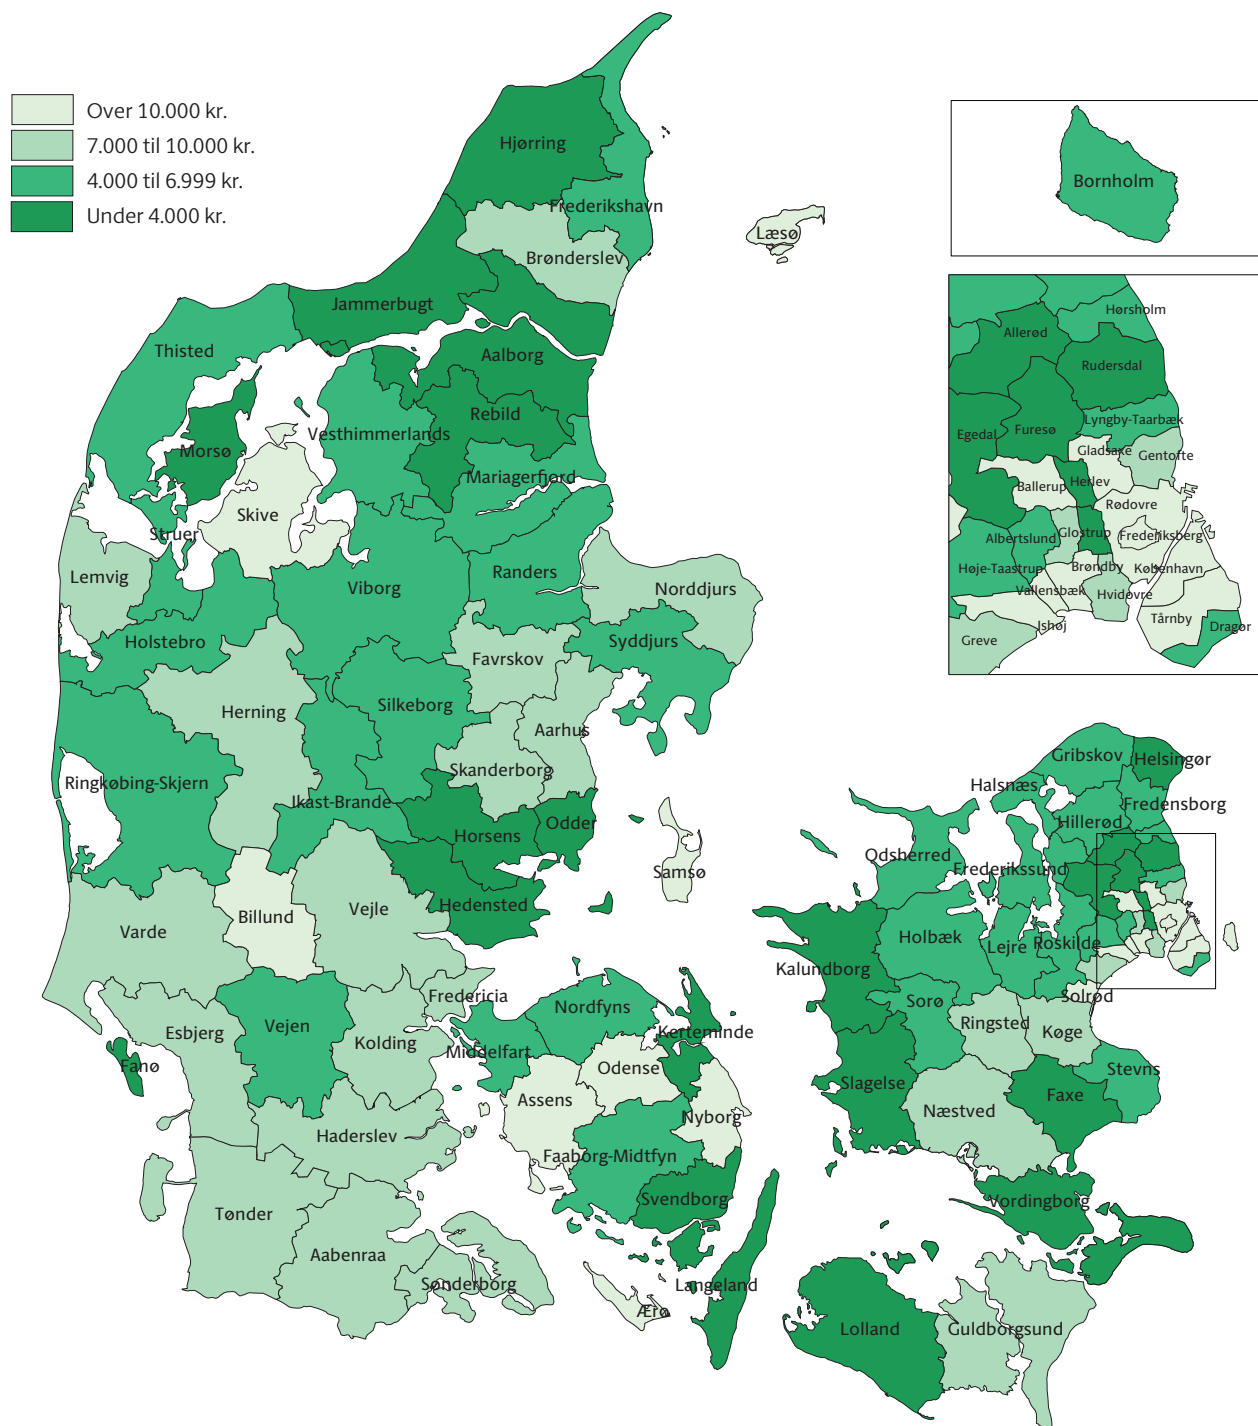 Over 10.000 kr.
7.000 til 10.000 kr.
4.000 til 6.999 kr.
Under 4.000 kr.
Hjørring
Frederikshavn
Læsø
Brønderslev
Jammerbugt
Thisted
Aalborg
Rebild
Vesthimmerlands
Morsø
Mariagerfjord
Skive
Struer
Lemvig
Viborg
Randers
Norddjurs
Holstebro
Syddjurs
Favrskov
Silkeborg
Herning
Aarhus
Skanderborg
Ringkøbing-Skjern
Ikast-Brande
Horsens
Odder
Samsø
Hedensted
Billund
Vejle
Varde
Fredericia
Vejen
Esbjerg
Kolding
Fanø
Haderslev
Tønder
Aabenraa
Sønderborg
Nordfyns
Kerteminde
Middelfart
Odense
Assens
Nyborg
Faaborg-Midtfyn
Svendborg
Langeland
Ærø
Bornholm
Hørsholm
Allerød
Rudersdal
Lyngby-Taarbæk
Furesø
Egedal
Gladsaxe
Gentofte
Ballerup
Herlev
Rødovre
Glostrup
Frederiksberg
Albertslund
Høje-Taastrup
Brøndby
København
Vallensbæk
Hvidovre
Ishøj
Tårnby
Dragør
Greve
Gribskov
Helsingør
Halsnæs
Fredensborg
Hillerød
Odsherred
Frederikssund
Holbæk
Lejre
Roskilde
Kalundborg
Solrød
Sorø
Ringsted
Køge
Stevns
Slagelse
Næstved
Faxe
Vordingborg
Lolland
Guldborgsund